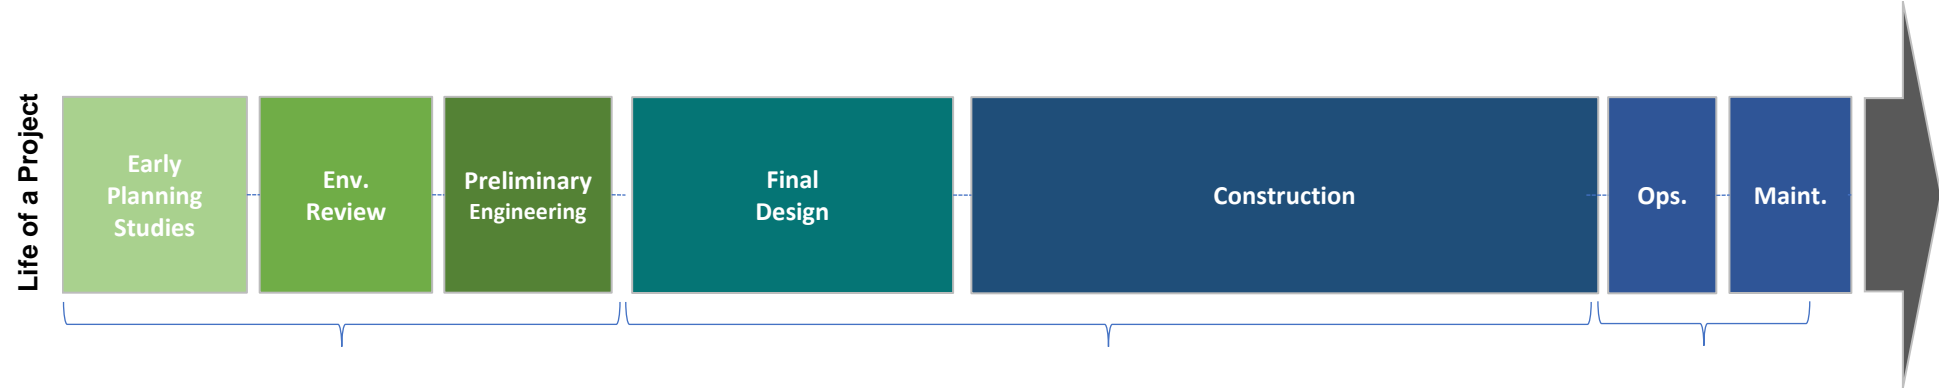 Life of a Project
Early
Planning
Studies
Env.
Review
Preliminary
Engineering
Final
Design
Construction
Ops.
Maint.